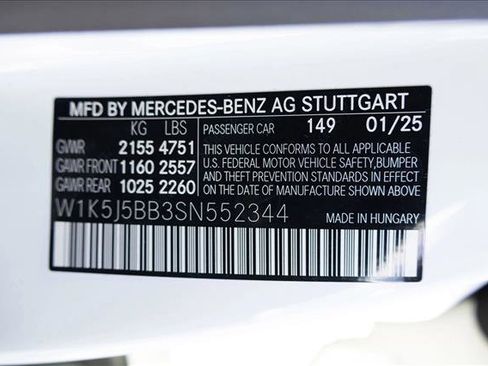 MFD BY MERCEDES-BENZ AG STUTTGART
KG LBS PASSENGER CAR 149 01/25
GVWR 2155 4751
GAWR FRONT 1160 2557
GAWR REAR 1025 2260
THIS VEHICLE CONFORMS TO ALL APPLICABLE
U.S. FEDERAL MOTOR VEHICLE SAFETY,BUMPER
AND THEFT PREVENTION STANDARDS IN EFFECT
ON THE DATE OF MANUFACTURE SHOWN ABOVE.
W1K5J5BB3SN552344
MADE IN HUNGARY